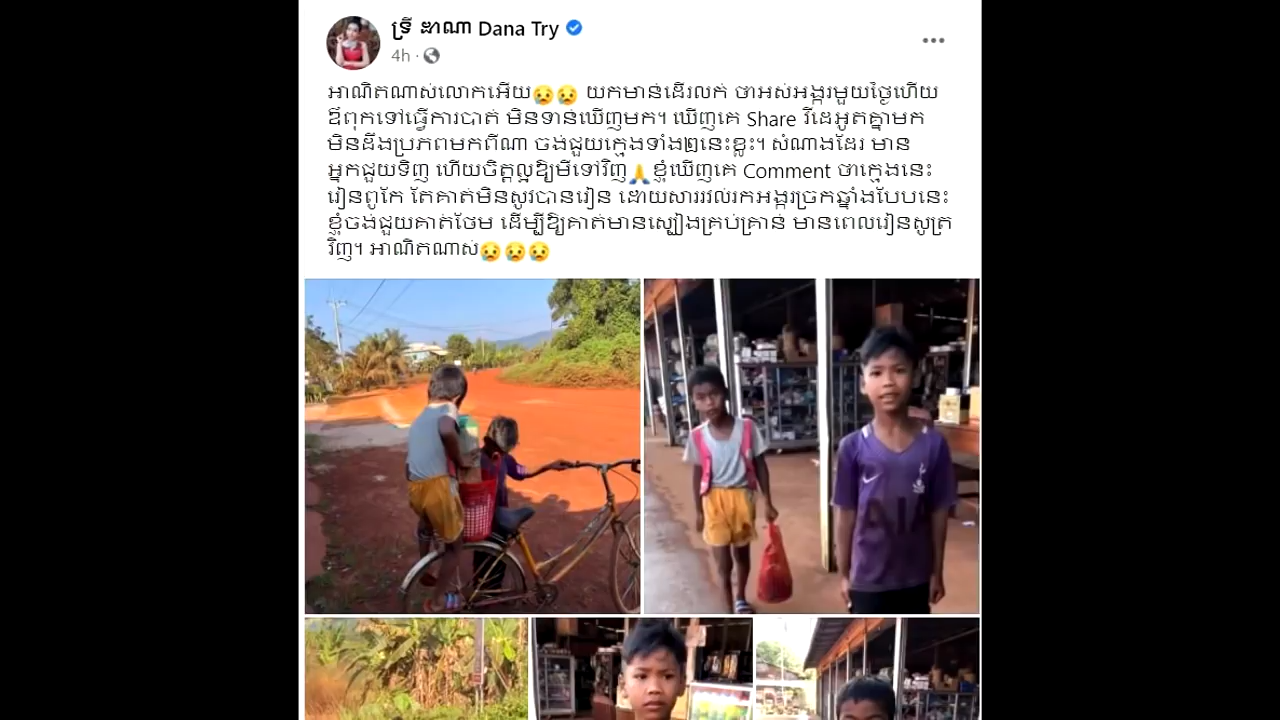 ទ្រី ដាណា Dana Try
4h ·
អាណិតណាស់លោកអើយ😥😥 យកមាន់ដើរលក់ ថាអស់អង្ករមួយថ្ងៃហើយ
ឪពុកទៅធ្វើការបាត់ មិនទាន់ឃើញមក។ ឃើញគេ Share វីដេអូតគ្នាមក
មិនដឹងប្រភពមកពីណា ចង់ជួយក្មេងទាំង២នេះខ្លះ។ សំណាងដែរ មាន
អ្នកជួយទិញ ហើយចិត្តល្អឱ្យមីទៅវិញ🙏ខ្ញុំឃើញគេ Comment ថាក្មេងនេះ
រៀនពូកែ តែគាត់មិនសូវបានរៀន ដោយសាររវល់រកអង្ករច្រកឆ្នាំងបែបនេះ
ខ្ញុំចង់ជួយគាត់ថែម ដើម្បីឱ្យគាត់មានស្បៀងគ្រប់គ្រាន់ មានពេលរៀនសូត្រ
វិញ។ អាណិតណាស់😥😥😥
AIA